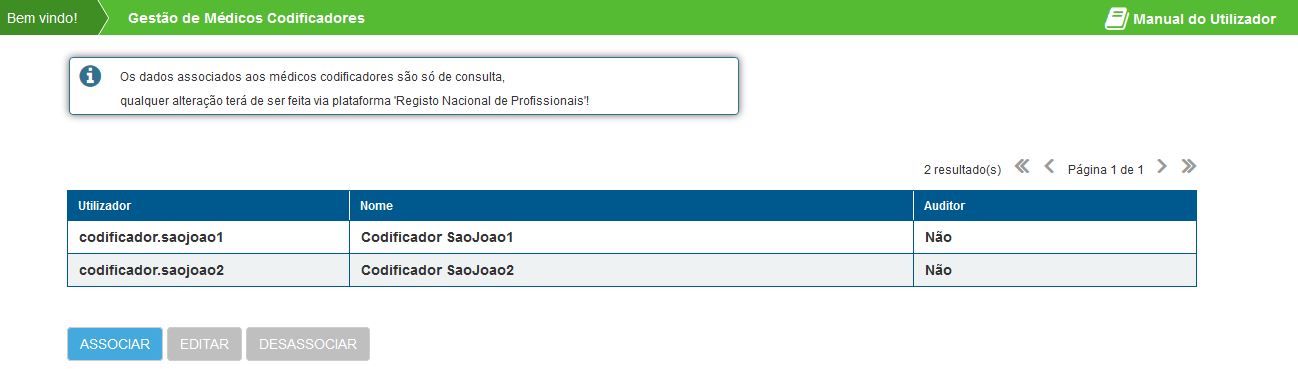 Bem vindo!
Gestão de Médicos Codificadores
Manual do Utilizador
Os dados associados aos médicos codificadores são só de consulta,
qualquer alteração terá de ser feita via plataforma 'Registo Nacional de Profissionais'!
2 resultado(s) Página 1 de 1
Utilizador Nome Auditor
codificador.saojoao1 Codificador SaoJoao1 Não
codificador.saojoao2 Codificador SaoJoao2 Não
ASSOCIAR EDITAR DESASSOCIAR